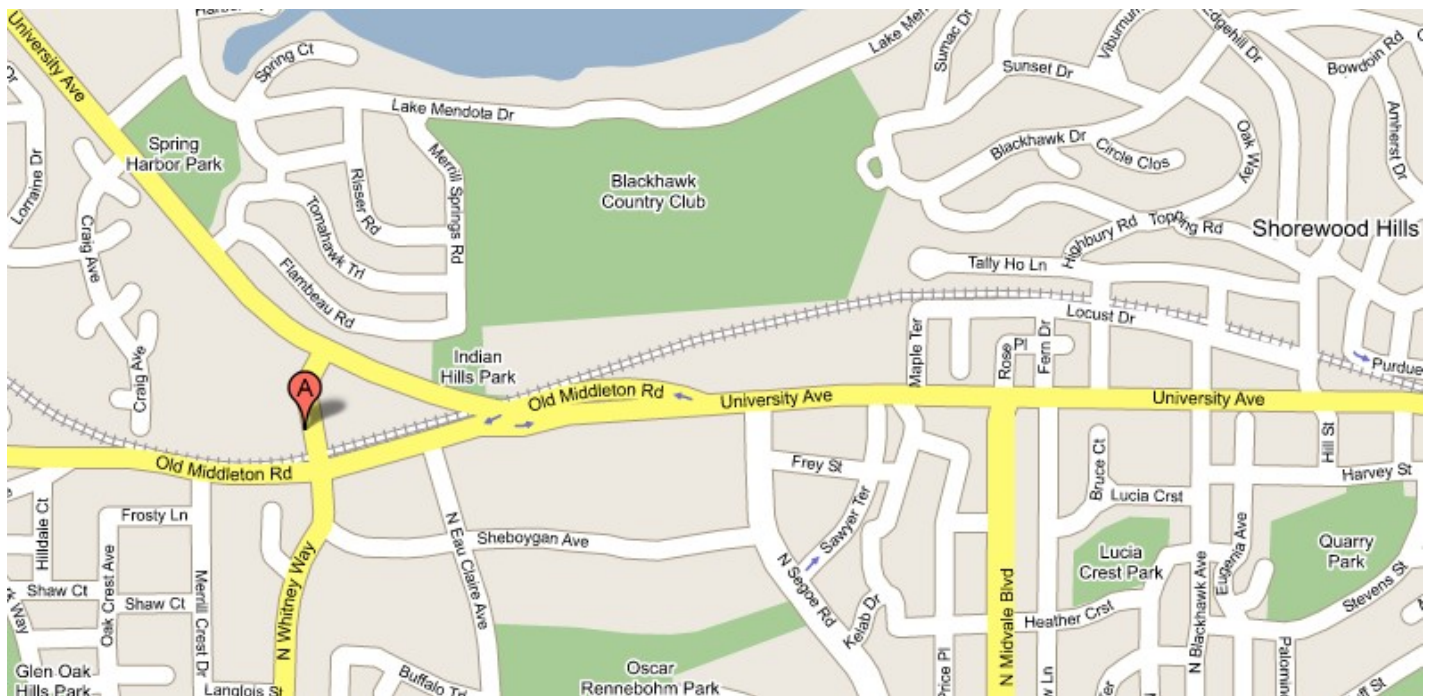 University Ave
Spring Ct
Lake Mendota Dr
Sumac Dr
Sunset Dr
Edgehill Dr
Bowdoin Rd
Dr
Lorraine Dr
Spring
Harbor Park
Risser Rd
Merrill Springs Rd
Blackhawk
Country Club
Blackhawk Dr
Circle Clos
Oak Way
Amherst Dr
Craig Ave
Tomahawk Trl
Flambeau Rd
Highbury Rd
Topping Rd
Shorewood Hills
Tally Ho Ln
Locust Dr
Craig Ave
A
Indian
Hills Park
Maple Ter
Rose Pl
Fern Dr
Purdue
Old Middleton Rd
University Ave
University Ave
Old Middleton Rd
Frey St
Bruce Ct
Hill St
Harvey St
Hilldale Ct
Frosty Ln
Sawyer Ter
Lucia Crst
N Eau Claire Ave
Sheboygan Ave
Oak Crest Ave
Merrill Crest Dr
N Whitney Way
N Segoe Rd
Lucia
Crest Park
N Blackhawk Ave
Eugenia Ave
Quarry
Park
Shaw Ct
Shaw Ct
Kelab Dr
N Midvale Blvd
Heather Crst
Stevens St
Way
Glen Oak
Hills Park
Langlois St
Buffalo Trl
Oscar
Rennebohm Park
Price Pl